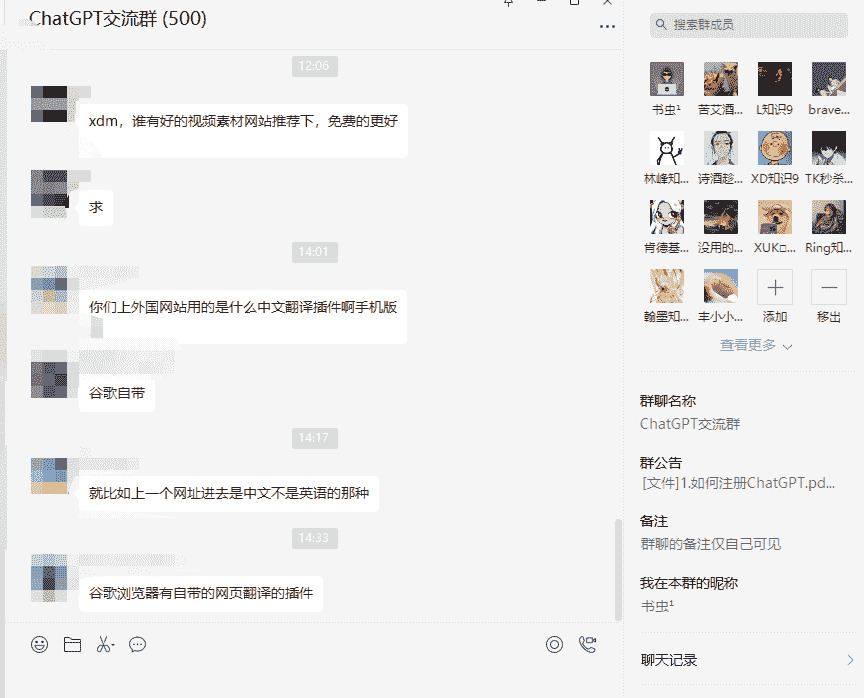 ChatGPT交流群 (500)
12:06
xdm，谁有好的视频素材网站推荐下，免费的更好
求
14:01
你们上外国网站用的是什么中文翻译插件啊手机版
谷歌自带
14:17
就比如上一个网址进去是中文不是英语的那种
14:33
谷歌浏览器有自带的网页翻译的插件
搜索群成员
书虫¹ 苦艾酒... L知识9 brave...
林峰知... 诗酒趁... XD知识9 TK秒杀...
肯德基... 没用的... XUK□... Ring知...
翰墨知... 丰小小... 添加 移出
查看更多
群聊名称
ChatGPT交流群
群公告
[文件]1.如何注册ChatGPT.pd...
备注
群聊的备注仅自己可见
我在本群的昵称
书虫¹
聊天记录